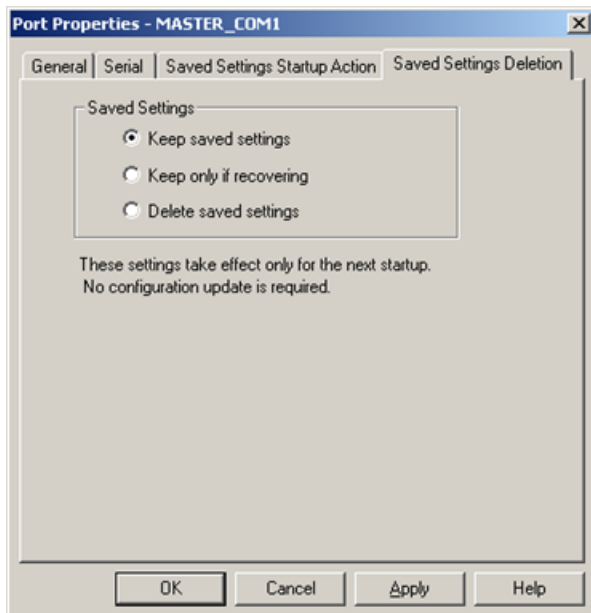 Port Properties - MASTER_COM1
General Serial Saved Settings Startup Action Saved Settings Deletion
Saved Settings
Keep saved settings
Keep only if recovering
Delete saved settings
These settings take effect only for the next startup.
No configuration update is required.
OK Cancel Apply Help